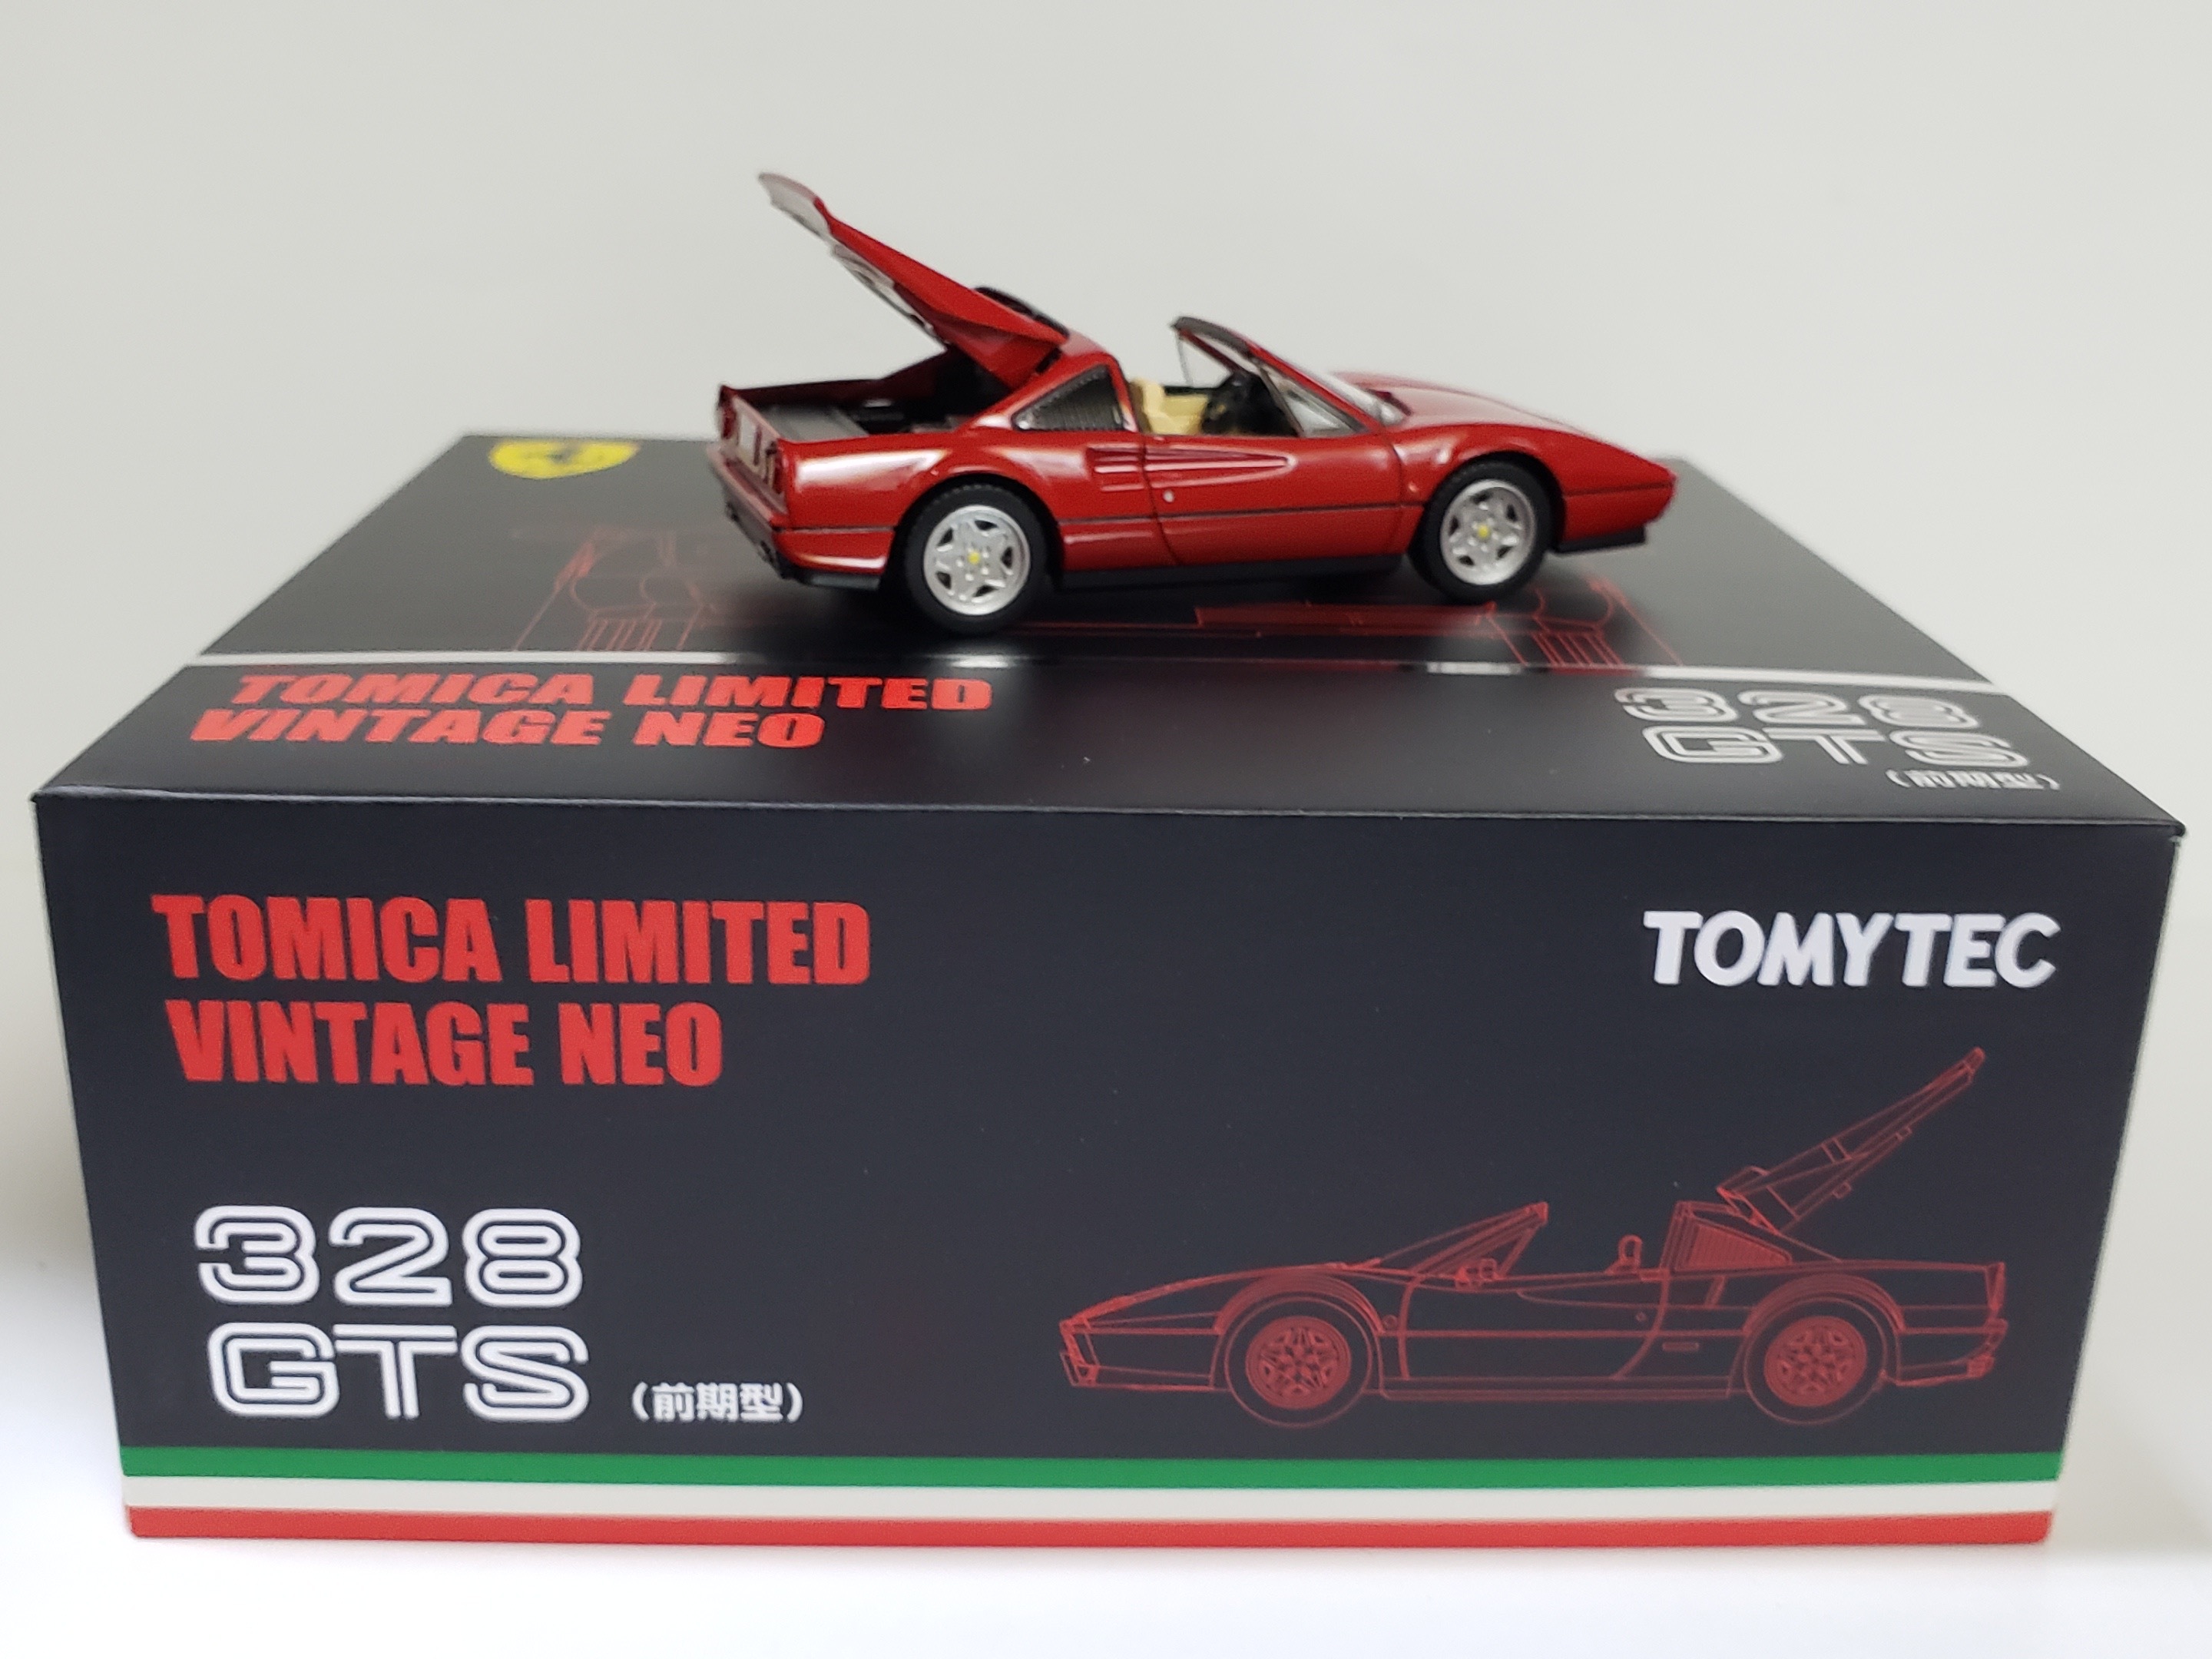 TOMICA LIMITED
VINTAGE NEO
328
GTS
(前期型)
TOMICA LIMITED
VINTAGE NEO
TOMYTEC
328
GTS (前期型)